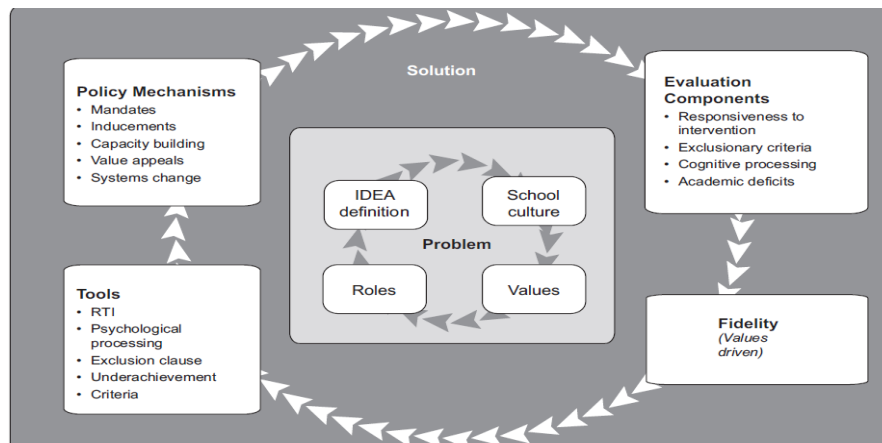 Solution
Policy Mechanisms
• Mandates
• Inducements
• Capacity building
• Value appeals
• Systems change
Evaluation
Components
• Responsiveness to
intervention
• Exclusionary criteria
• Cognitive processing
• Academic deficits
IDEA
definition
School
culture
Problem
Roles
Values
Tools
• RTI
• Psychological
processing
• Exclusion clause
• Underachievement
• Criteria
Fidelity
(Values
driven)